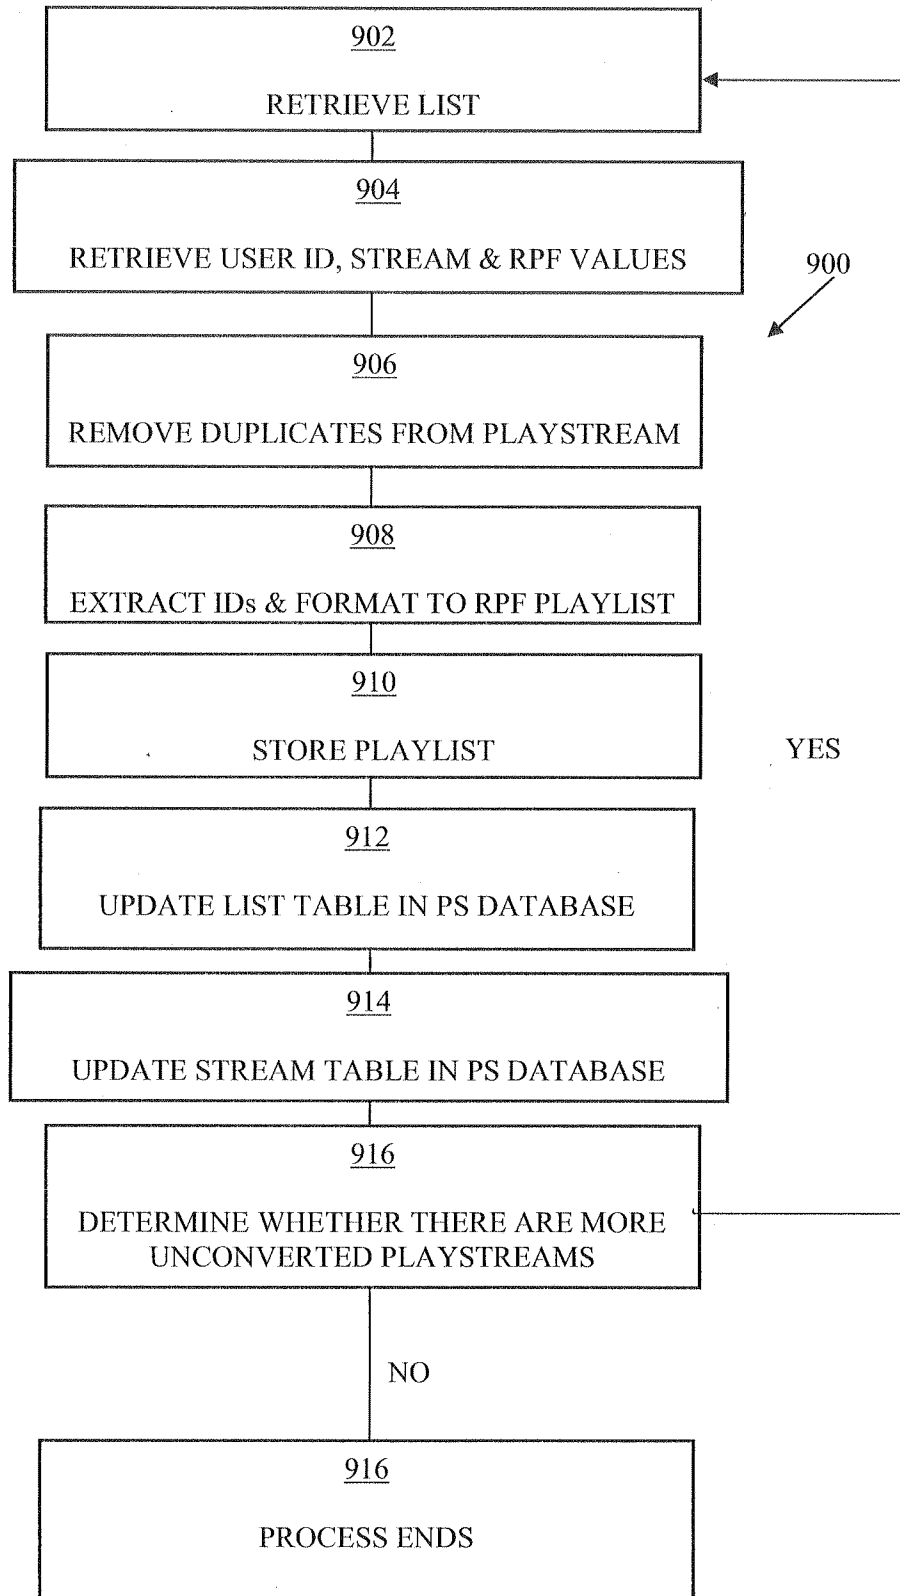 902
RETRIEVE LIST
904
RETRIEVE USER ID, STREAM & RPF VALUES
900
906
REMOVE DUPLICATES FROM PLAYSTREAM
908
EXTRACT IDs & FORMAT TO RPF PLAYLIST
910
STORE PLAYLIST
YES
912
UPDATE LIST TABLE IN PS DATABASE
914
UPDATE STREAM TABLE IN PS DATABASE
916
DETERMINE WHETHER THERE ARE MORE
UNCONVERTED PLAYSTREAMS
NO
916
PROCESS ENDS